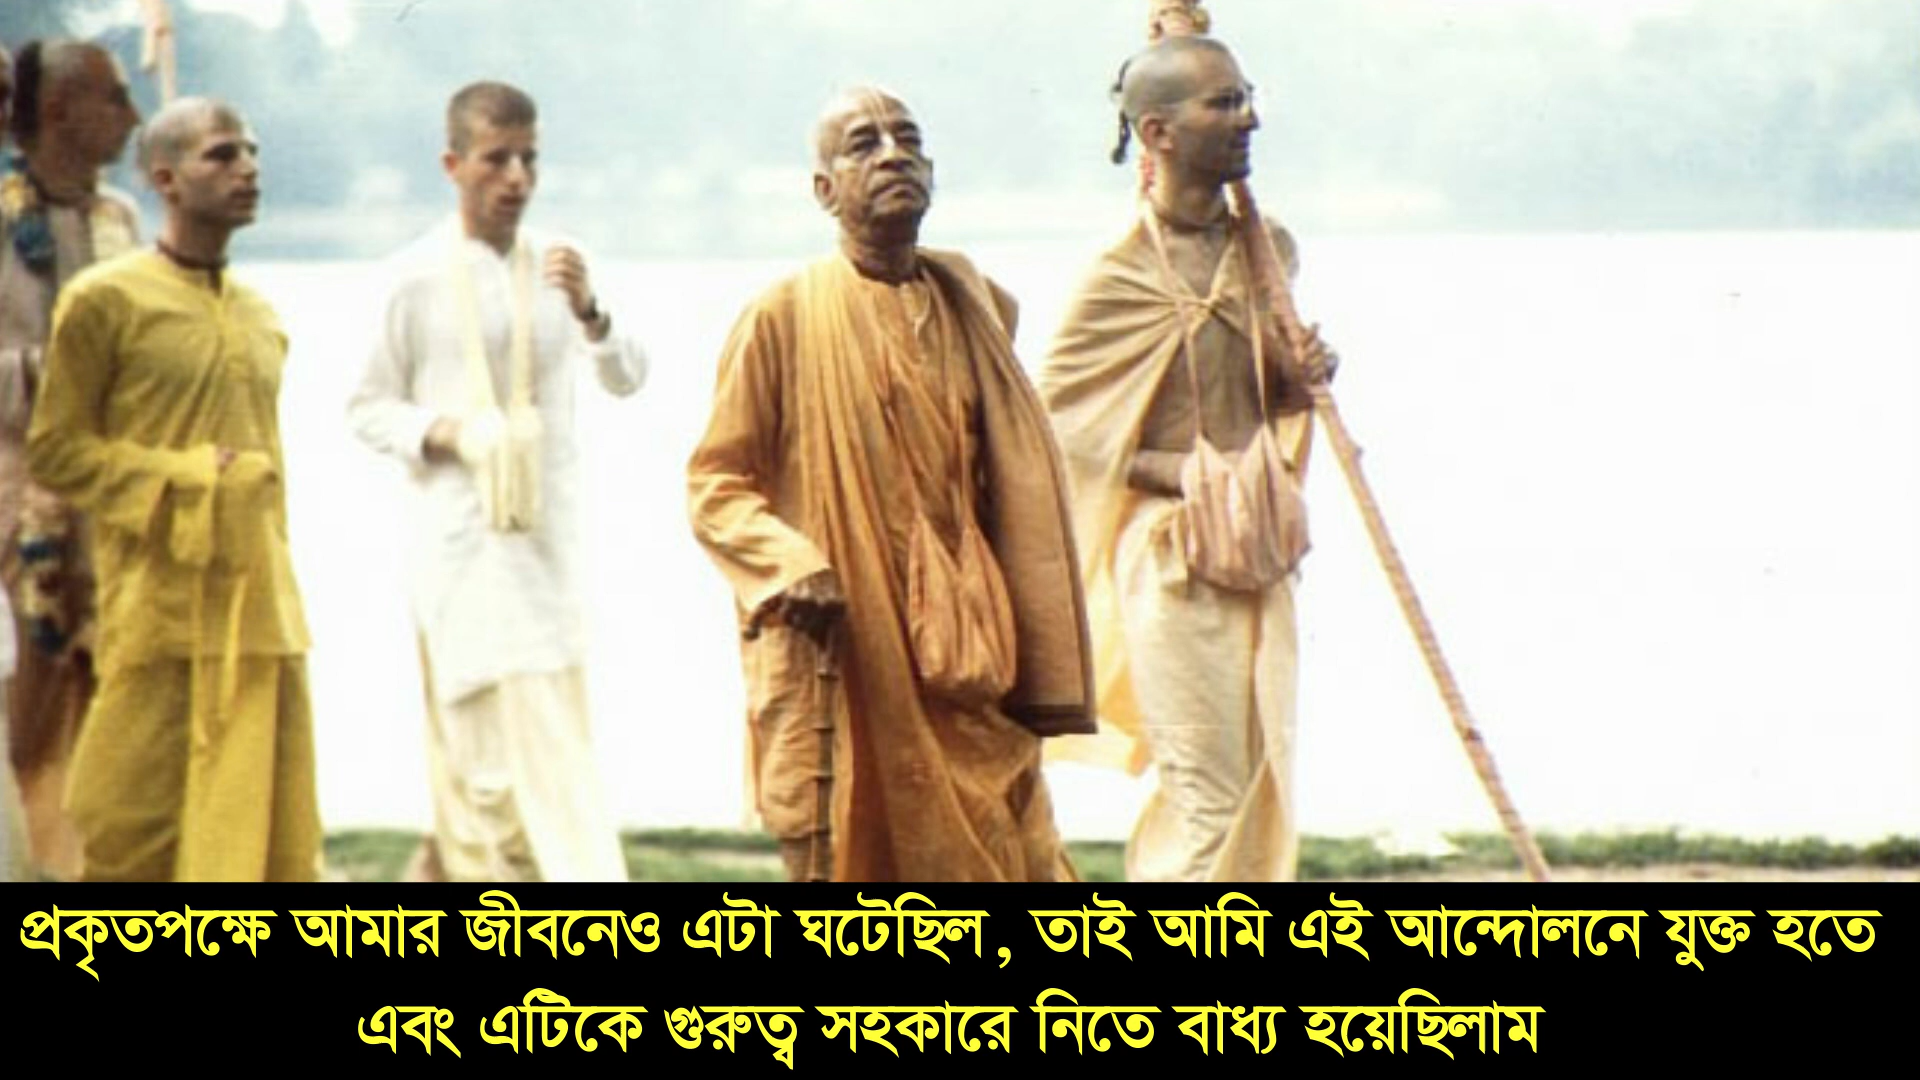 প্রকৃতপক্ষে আমার জীবনেও এটা ঘটেছিল, তাই আমি এই আন্দোলনে যুক্ত হতে
এবং এটিকে গুরুত্ব সহকারে নিতে বাধ্য হয়েছিলাম